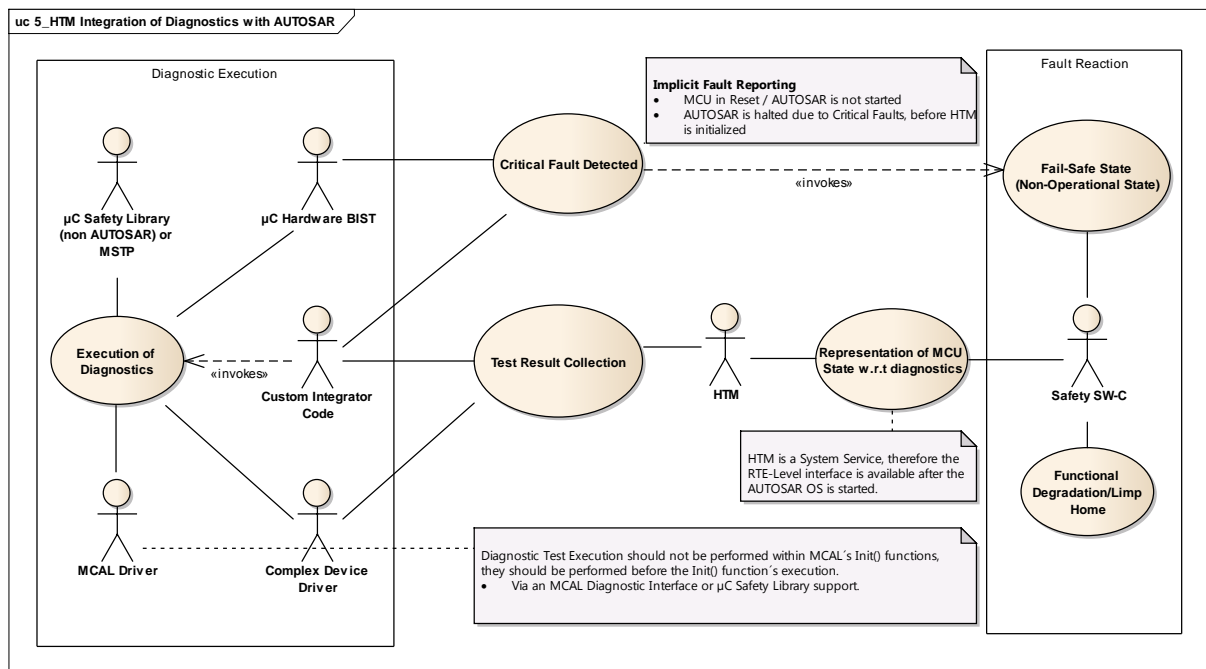 uc 5_HTM Integration of Diagnostics with AUTOSAR
Diagnostic Execution
µC Safety Library
(non AUTOSAR) or
MSTP
µC Hardware BIST
Critical Fault Detected
Implicit Fault Reporting
• MCU in Reset / AUTOSAR is not started
• AUTOSAR is halted due to Critical Faults, before HTM
is initialized
«invokes»
Fault Reaction
Fail-Safe State
(Non-Operational State)
Execution of
Diagnostics
«invokes»
Custom Integrator
Code
Test Result Collection
HTM
Representation of MCU
State w.r.t diagnostics
Safety SW-C
HTM is a System Service, therefore the
RTE-Level interface is available after the
AUTOSAR OS is started.
Functional
Degradation/Limp
Home
MCAL Driver
Complex Device
Driver
Diagnostic Test Execution should not be performed within MCAL´s Init() functions,
they should be performed before the Init() function´s execution.
• Via an MCAL Diagnostic Interface or µC Safety Library support.